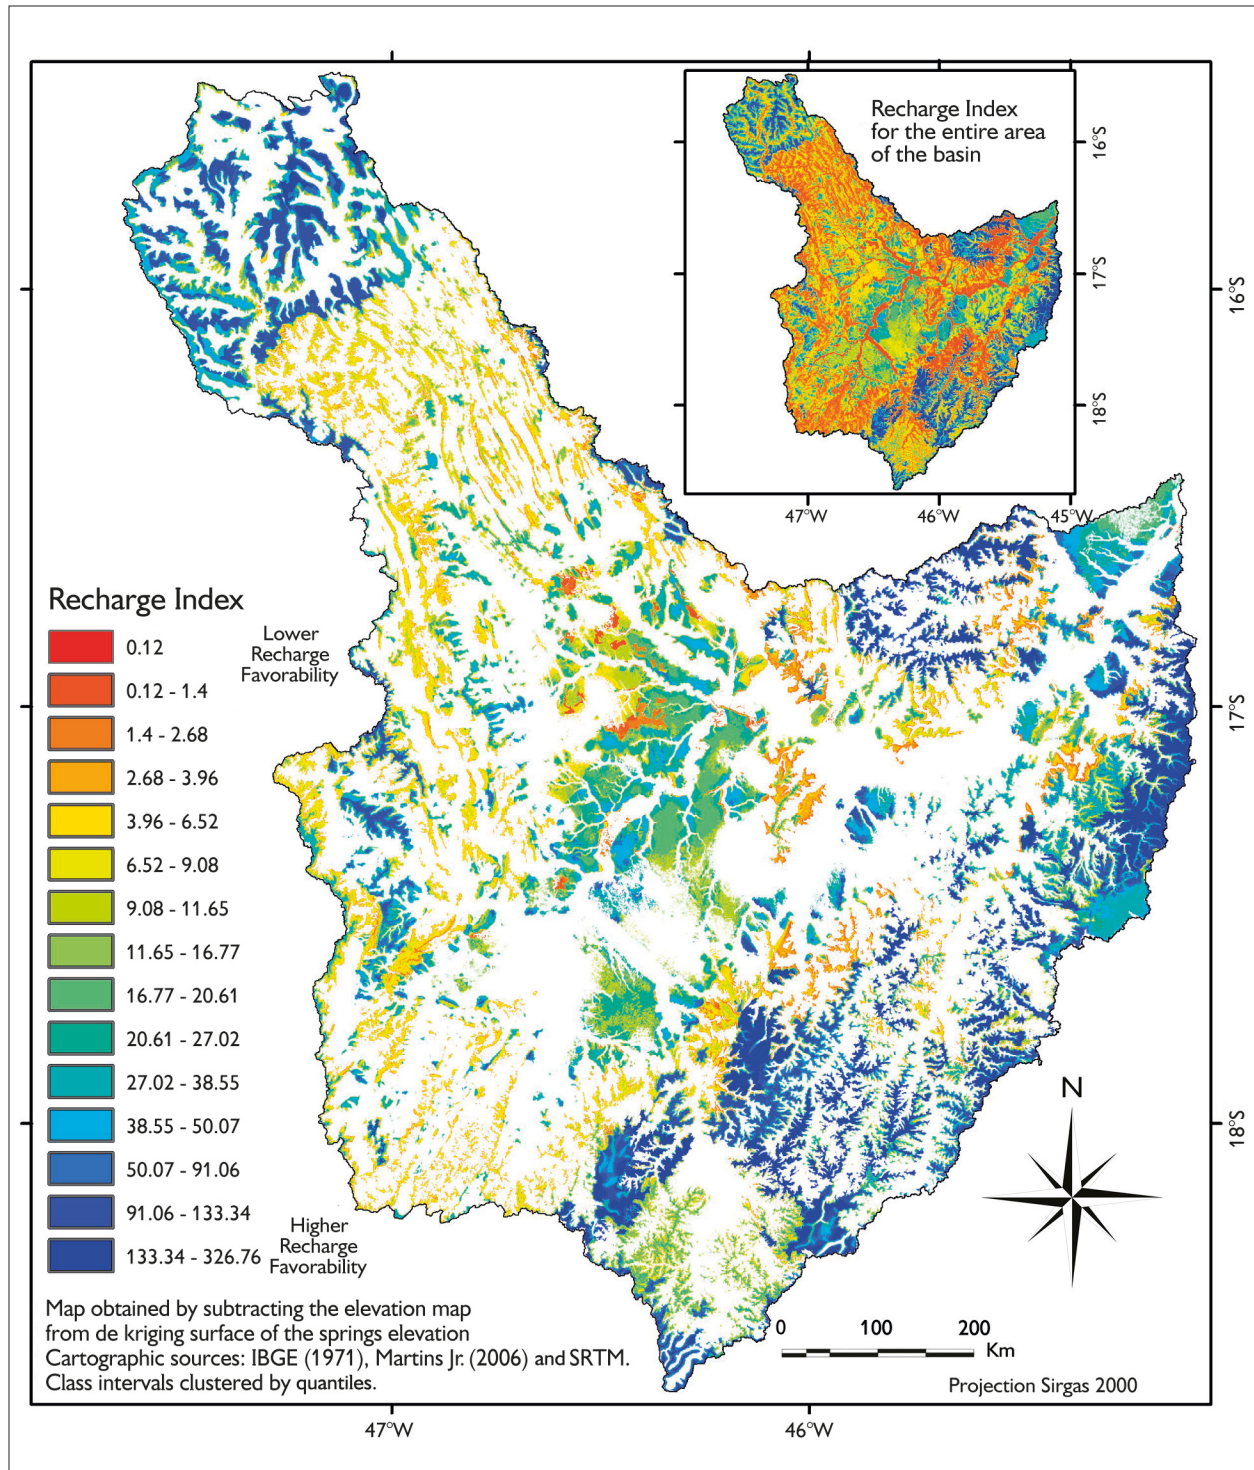 Recharge Index
for the entire area
of the basin
16°S
17°S
18°S
47°W
46°W
45°W
16°S
17°S
18°S
Recharge Index
Lower
Recharge
Favorability
0.12
0.12 - 1.4
1.4 - 2.68
2.68 - 3.96
3.96 - 6.52
6.52 - 9.08
9.08 - 11.65
11.65 - 16.77
16.77 - 20.61
20.61 - 27.02
27.02 - 38.55
38.55 - 50.07
50.07 - 91.06
91.06 - 133.34
133.34 - 326.76
Higher
Recharge
Favorability
N
Map obtained by subtracting the elevation map
from de kriging surface of the springs elevation
Cartographic sources: IBGE (1971), Martins Jr. (2006) and SRTM.
Class intervals clustered by quantiles.
0 100 200
Km
Projection Sirgas 2000
47°W
46°W